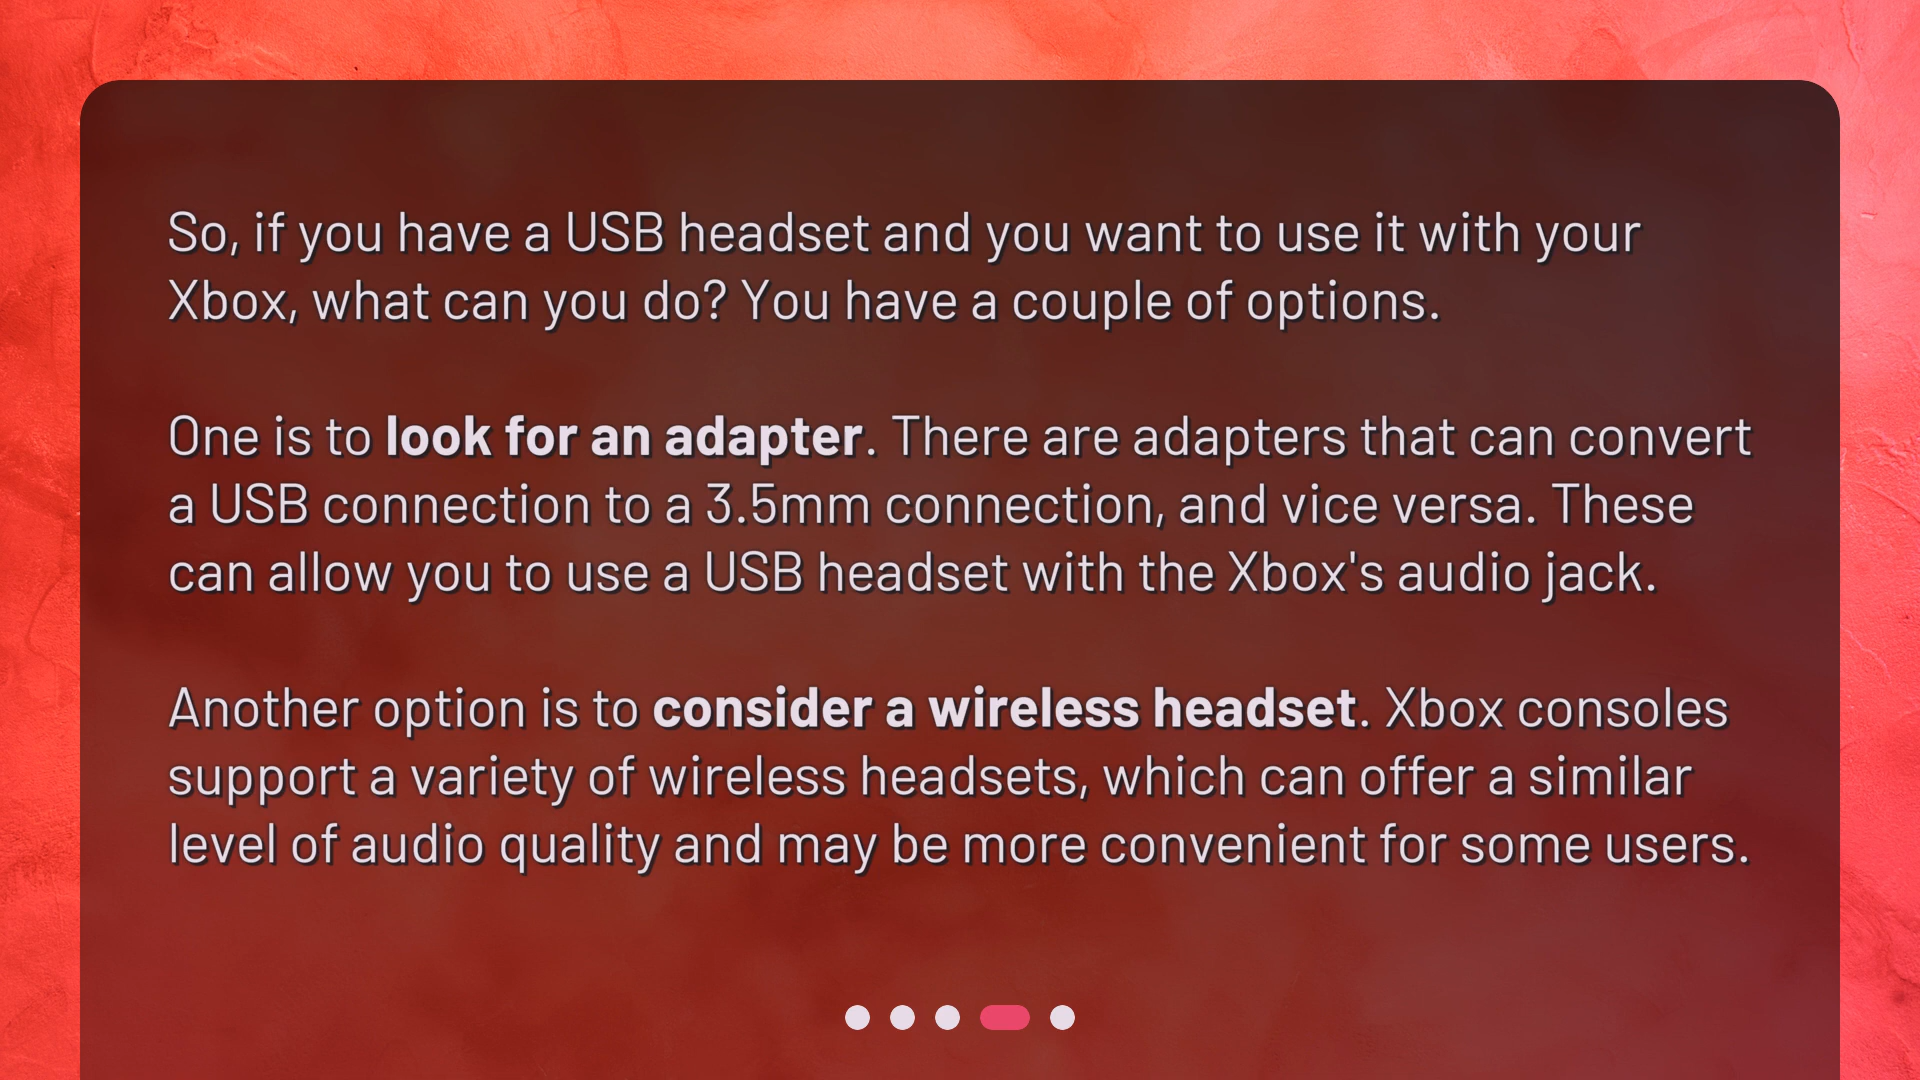 So, if you have a USB headset and you want to use it with your
Xbox, what can you do? You have a couple of options.
One is to look for an adapter. There are adapters that can convert
a USB connection to a 3.5mm connection, and vice versa. These
can allow you to use a USB headset with the Xbox's audio jack.
Another option is to consider a wireless headset. Xbox consoles
support a variety of wireless headsets, which can offer a similar
level of audio quality and may be more convenient for some users.